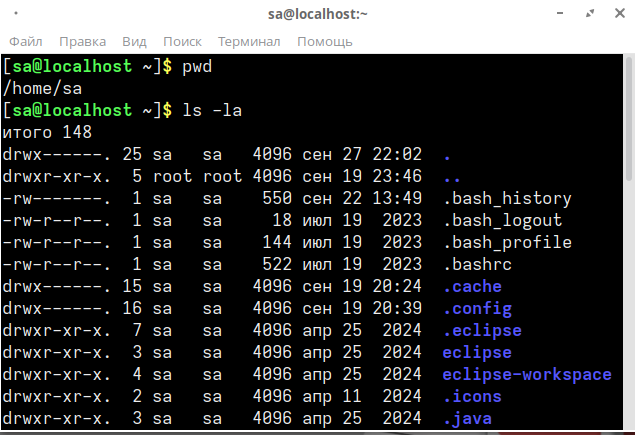 sa@localhost:~
Файл Правка Вид Поиск Терминал Помощь
[sa@localhost ~]$ pwd
/home/sa
[sa@localhost ~]$ ls -la
итого 148
drwx------. 25 sa   sa   4096 сен 27 22:02  .
drwxr-xr-x.  5 root root 4096 сен 19 23:46  ..
-rw-------.  1 sa   sa    550 сен 22 13:49  .bash_history
-rw-r--r--.  1 sa   sa     18 июл 19  2023  .bash_logout
-rw-r--r--.  1 sa   sa    144 июл 19  2023  .bash_profile
-rw-r--r--.  1 sa   sa    522 июл 19  2023  .bashrc
drwx------. 15 sa   sa   4096 сен 19 20:24  .cache
drwx------. 16 sa   sa   4096 сен 19 20:39  .config
drwxr-xr-x.  7 sa   sa   4096 апр 25  2024  .eclipse
drwxr-xr-x.  3 sa   sa   4096 апр 25  2024  eclipse
drwxr-xr-x.  4 sa   sa   4096 апр 25  2024  eclipse-workspace
drwxr-xr-x.  2 sa   sa   4096 апр 11  2024  .icons
drwxr-xr-x.  3 sa   sa   4096 апр 25  2024  .java